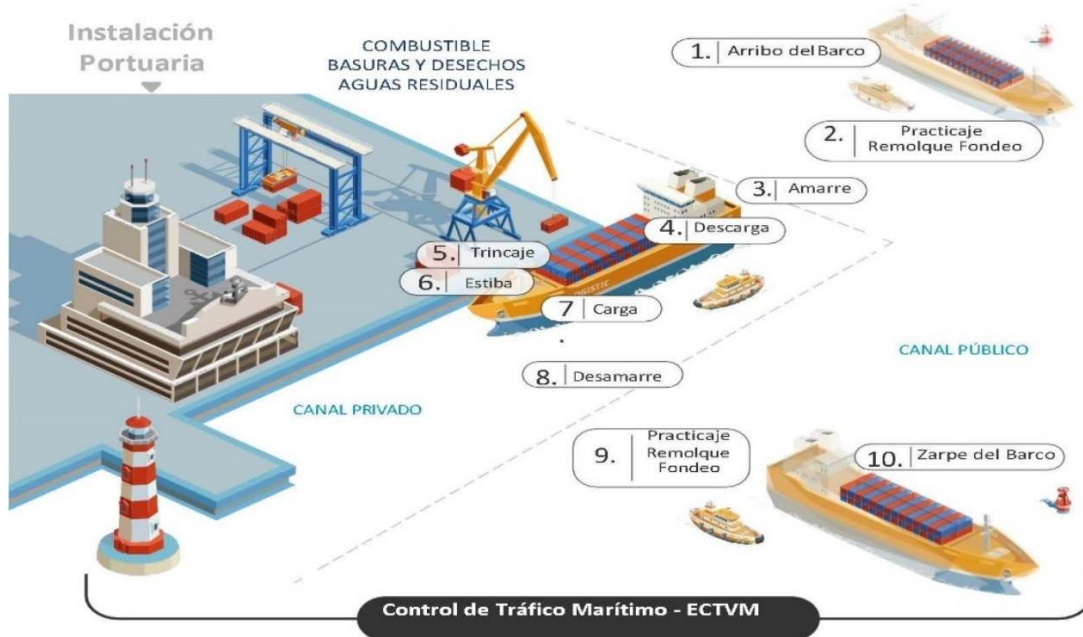 Instalación
Portuaria
COMBUSTIBLE
BASURAS Y DESECHOS
AGUAS RESIDUALES
1. Arribo del Barco
2. Practicaje
Remolque Fondeo
3. Amarre
4. Descarga
5. Trincaje
6. Estiba
7 Carga
8. Desamarre
CANAL PÚBLICO
CANAL PRIVADO
9. Practicaje
Remolque
Fondeo
10. Zarpe del Barco
Control de Tráfico Marítimo - ECTVM